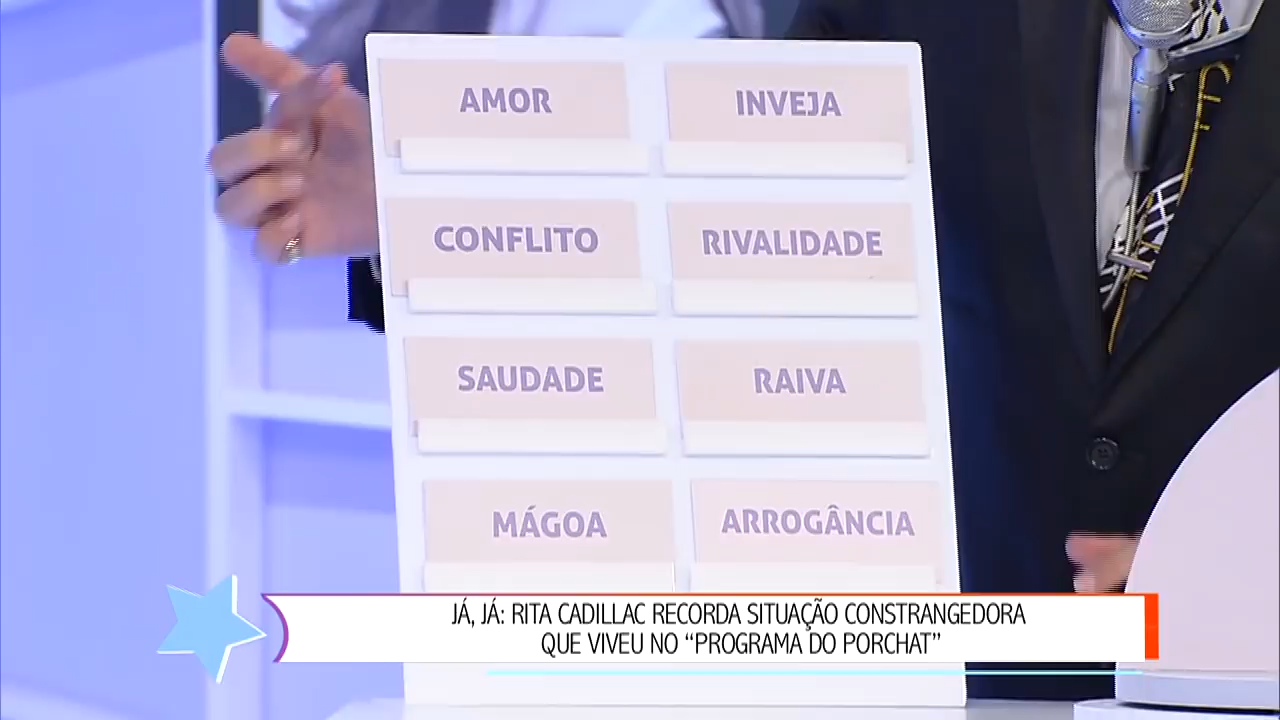 AMOR
INVEJA
CONFLITO
RIVALIDADE
SAUDADE
RAIVA
MÁGOA
ARROGÂNCIA
JÁ, JÁ: RITA CADILLAC RECORDA SITUAÇÃO CONSTRANGEDORA
QUE VIVEU NO “PROGRAMA DO PORCHAT”